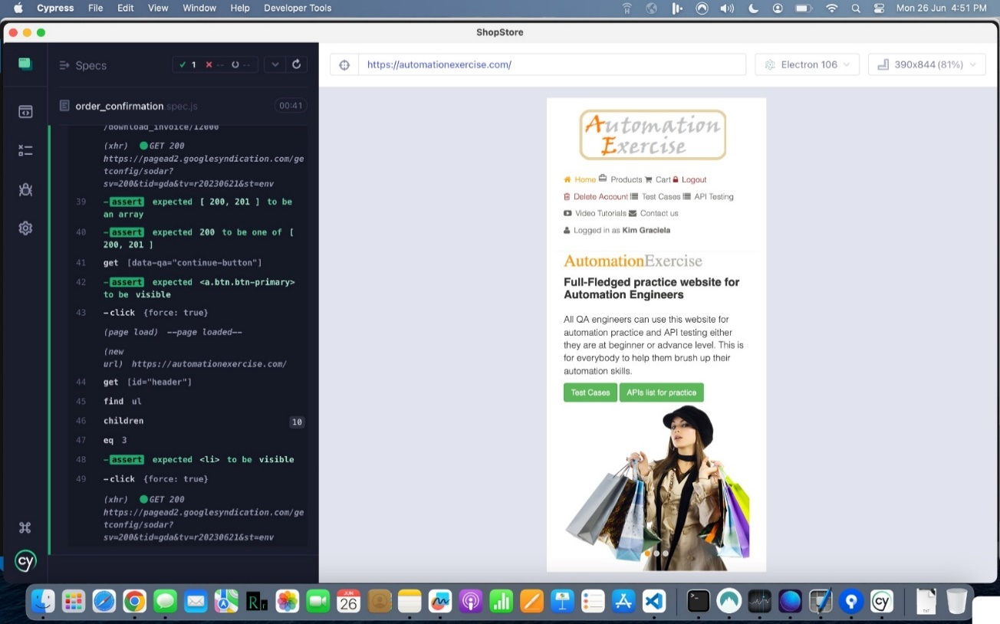 Cypress File Edit View Window Help Developer Tools Mon 26 Jun 4:51 PM
ShopStore
Specs ✓ 1 × -- --
https://automationexercise.com/ Electron 106 390x844 (81%)
order_confirmation.spec.js 00:41
/download_invoice/12000
(xhr) GET 200
https://pagead2.googlesyndication.com/ge
tconfig/sodar?
sv=200&tid=gda&tv=r20230621&st=env
39 -assert expected [ 200, 201 ] to be
an array
40 -assert expected 200 to be one of [
200, 201 ]
41 get [data-qa="continue-button"]
42 -assert expected <a.btn.btn-primary>
to be visible
43 -click {force: true}
(page load) --page loaded--
(new
url) https://automationexercise.com/
44 get [id="header"]
45 find ul
46 children 10
47 eq 3
48 -assert expected <li> to be visible
49 -click {force: true}
(xhr) GET 200
https://pagead2.googlesyndication.com/ge
tconfig/sodar?
sv=200&tid=gda&tv=r20230621&st=env
cy
Automation
Exercise
Home Products Cart Logout
Delete Account Test Cases API Testing
Video Tutorials Contact us
Logged in as Kim Graciela
AutomationExercise
Full-Fledged practice website for
Automation Engineers
All QA engineers can use this website for
automation practice and API testing either
they are at beginner or advance level. This is
for everybody to help them brush up their
automation skills.
Test Cases APIs list for practice
JUN
26
cy
TXT